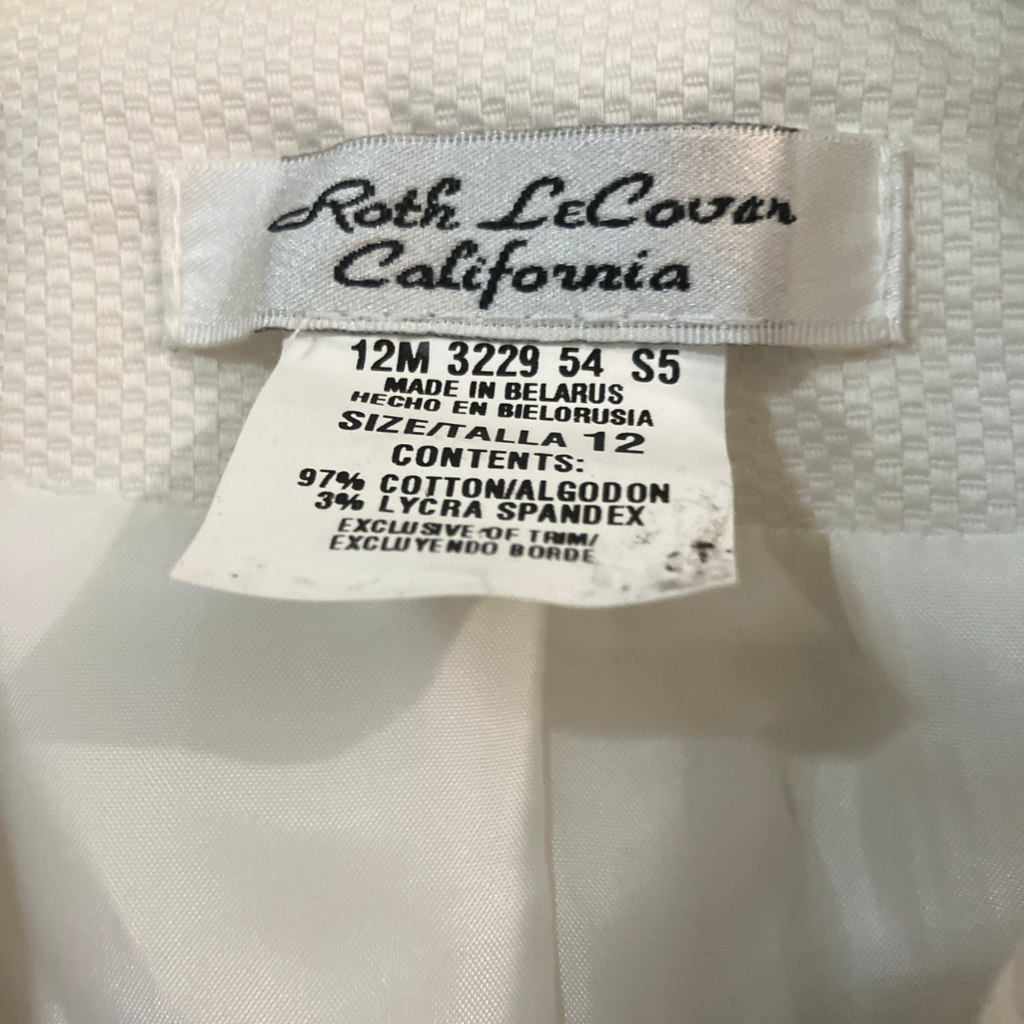 Roth LeCovan
California
12M 3229 54 S5
MADE IN BELARUS
HECHO EN BIELORUSIA
SIZE/TALLA 12
CONTENTS:
97% COTTON/ALGODON
3% LYCRA SPANDEX
EXCLUSIVE OF TRIM/
EXCLUYENDO BORDE